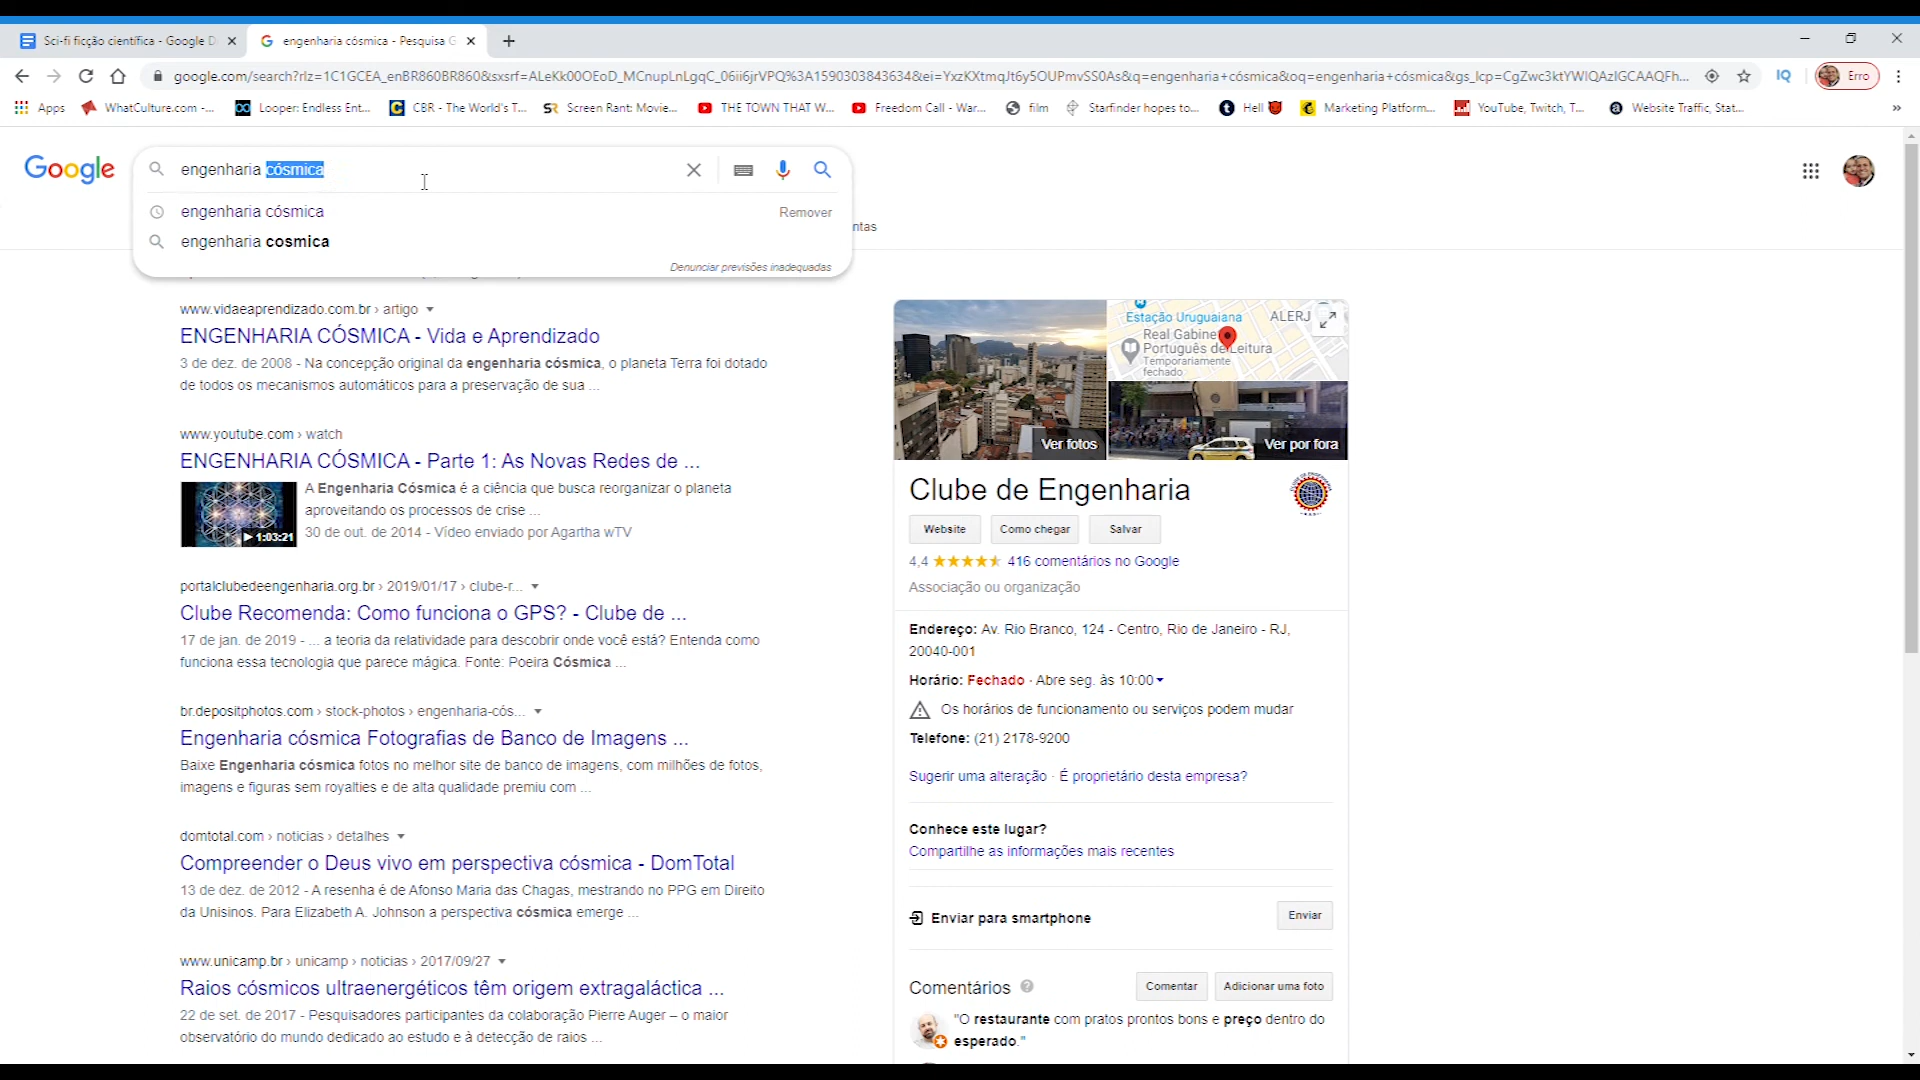 Sci-fi ficção científica - Google D
engenharia cósmica - Pesquisa G
google.com/search?rlz=1C1GCEA_enBR860BR860&sxsrf=ALeKk00OEoD_MCnupLnLgqC_06ii6jrVPQ%3A1590303843634&ei=YxzKXtmqJt6y5OUPmvSS0As&q=engenharia+cósmica&oq=engenharia+cósmica&gs_lcp=CgZwc3ktYWIQAzIGCAAQFh...
Erro
Apps
WhatCulture.com -...
Looper: Endless Ent...
CBR - The World's T...
Screen Rant: Movie...
THE TOWN THAT W...
Freedom Call - War...
film
Starfinder hopes to...
Hell
Marketing Platform...
YouTube, Twitch, T...
Website Traffic, Stat...
Google
engenharia cósmica
engenharia cósmica
Remover
engenharia cosmica
Denunciar previsões inadequadas
ntas
www.vidaeaprendizado.com.br › artigo
ENGENHARIA CÓSMICA - Vida e Aprendizado
3 de dez. de 2008 - Na concepção original da engenharia cósmica, o planeta Terra foi dotado
de todos os mecanismos automáticos para a preservação de sua ...
www.youtube.com › watch
ENGENHARIA CÓSMICA - Parte 1: As Novas Redes de ...
A Engenharia Cósmica é a ciência que busca reorganizar o planeta
aproveitando os processos de crise ...
30 de out. de 2014 - Vídeo enviado por Agartha wTV
1:03:21
portalclubedeengenharia.org.br › 2019/01/17 › clube-r...
Clube Recomenda: Como funciona o GPS? - Clube de ...
17 de jan. de 2019 - ... a teoria da relatividade para descobrir onde você está? Entenda como
funciona essa tecnologia que parece mágica. Fonte: Poeira Cósmica ...
br.depositphotos.com › stock-photos › engenharia-cós...
Engenharia cósmica Fotografias de Banco de Imagens ...
Baixe Engenharia cósmica fotos no melhor site de banco de imagens, com milhões de fotos,
imagens e figuras sem royalties e de alta qualidade premiu com ...
domtotal.com › noticias › detalhes
Compreender o Deus vivo em perspectiva cósmica - DomTotal
13 de dez. de 2012 - A resenha é de Afonso Maria das Chagas, mestrando no PPG em Direito
da Unisinos. Para Elizabeth A. Johnson a perspectiva cósmica emerge ...
www.unicamp.br › unicamp › noticias › 2017/09/27
Raios cósmicos ultraenergéticos têm origem extragaláctica ...
22 de set. de 2017 - Pesquisadores participantes da colaboração Pierre Auger – o maior
observatório do mundo dedicado ao estudo e à detecção de raios ...
Estação Uruguaiana
ALERJ
Real Gabinete
Português de Leitura
Temporariamente
fechado
Ver fotos
Ver por fora
Clube de Engenharia
Website
Como chegar
Salvar
4,4
416 comentários no Google
Associação ou organização
Endereço: Av. Rio Branco, 124 - Centro, Rio de Janeiro - RJ,
20040-001
Horário: Fechado · Abre seg. às 10:00
Os horários de funcionamento ou serviços podem mudar
Telefone: (21) 2178-9200
Sugerir uma alteração · É proprietário desta empresa?
Conhece este lugar?
Compartilhe as informações mais recentes
Enviar para smartphone
Enviar
Comentários
Comentar
Adicionar uma foto
"O restaurante com pratos prontos bons e preço dentro do
esperado."